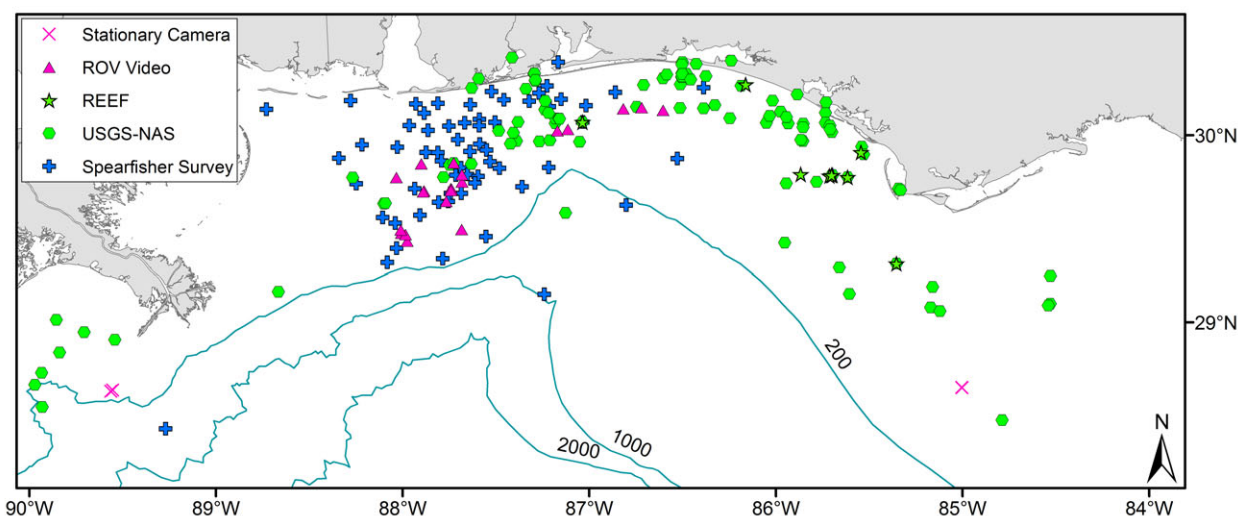 Stationary Camera
ROV Video
REEF
USGS-NAS
Spearfisher Survey
30°N
29°N
200
1000
2000
N
90°W 89°W 88°W 87°W 86°W 85°W 84°W